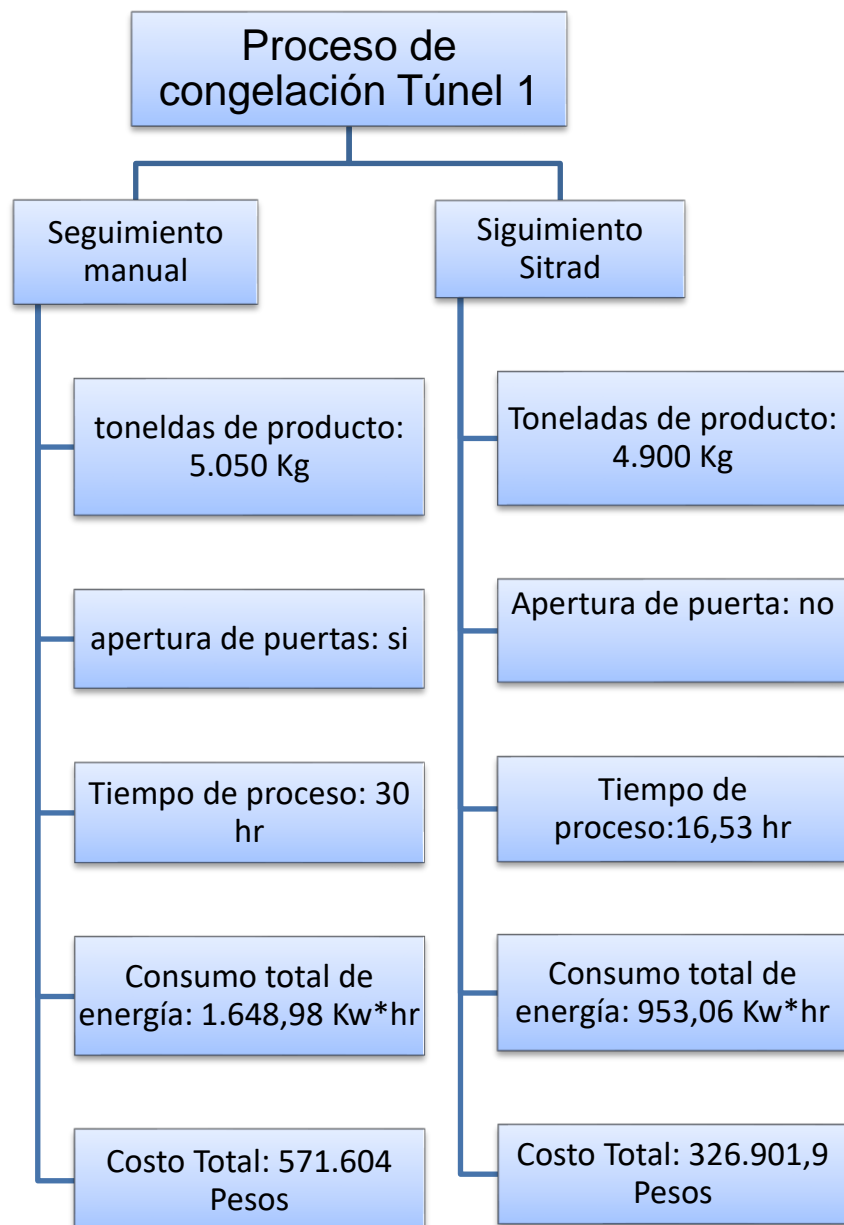 Proceso de
congelación Túnel 1
Seguimiento
manual
toneldas de producto:
5.050 Kg
apertura de puertas: si
Tiempo de proceso: 30
hr
Consumo total de
energía: 1.648,98 Kw*hr
Costo Total: 571.604
Pesos
Siguimiento
Sitrad
Toneladas de producto:
4.900 Kg
Apertura de puerta: no
Tiempo de
proceso:16,53 hr
Consumo total de
energía: 953,06 Kw*hr
Costo Total: 326.901,9
Pesos